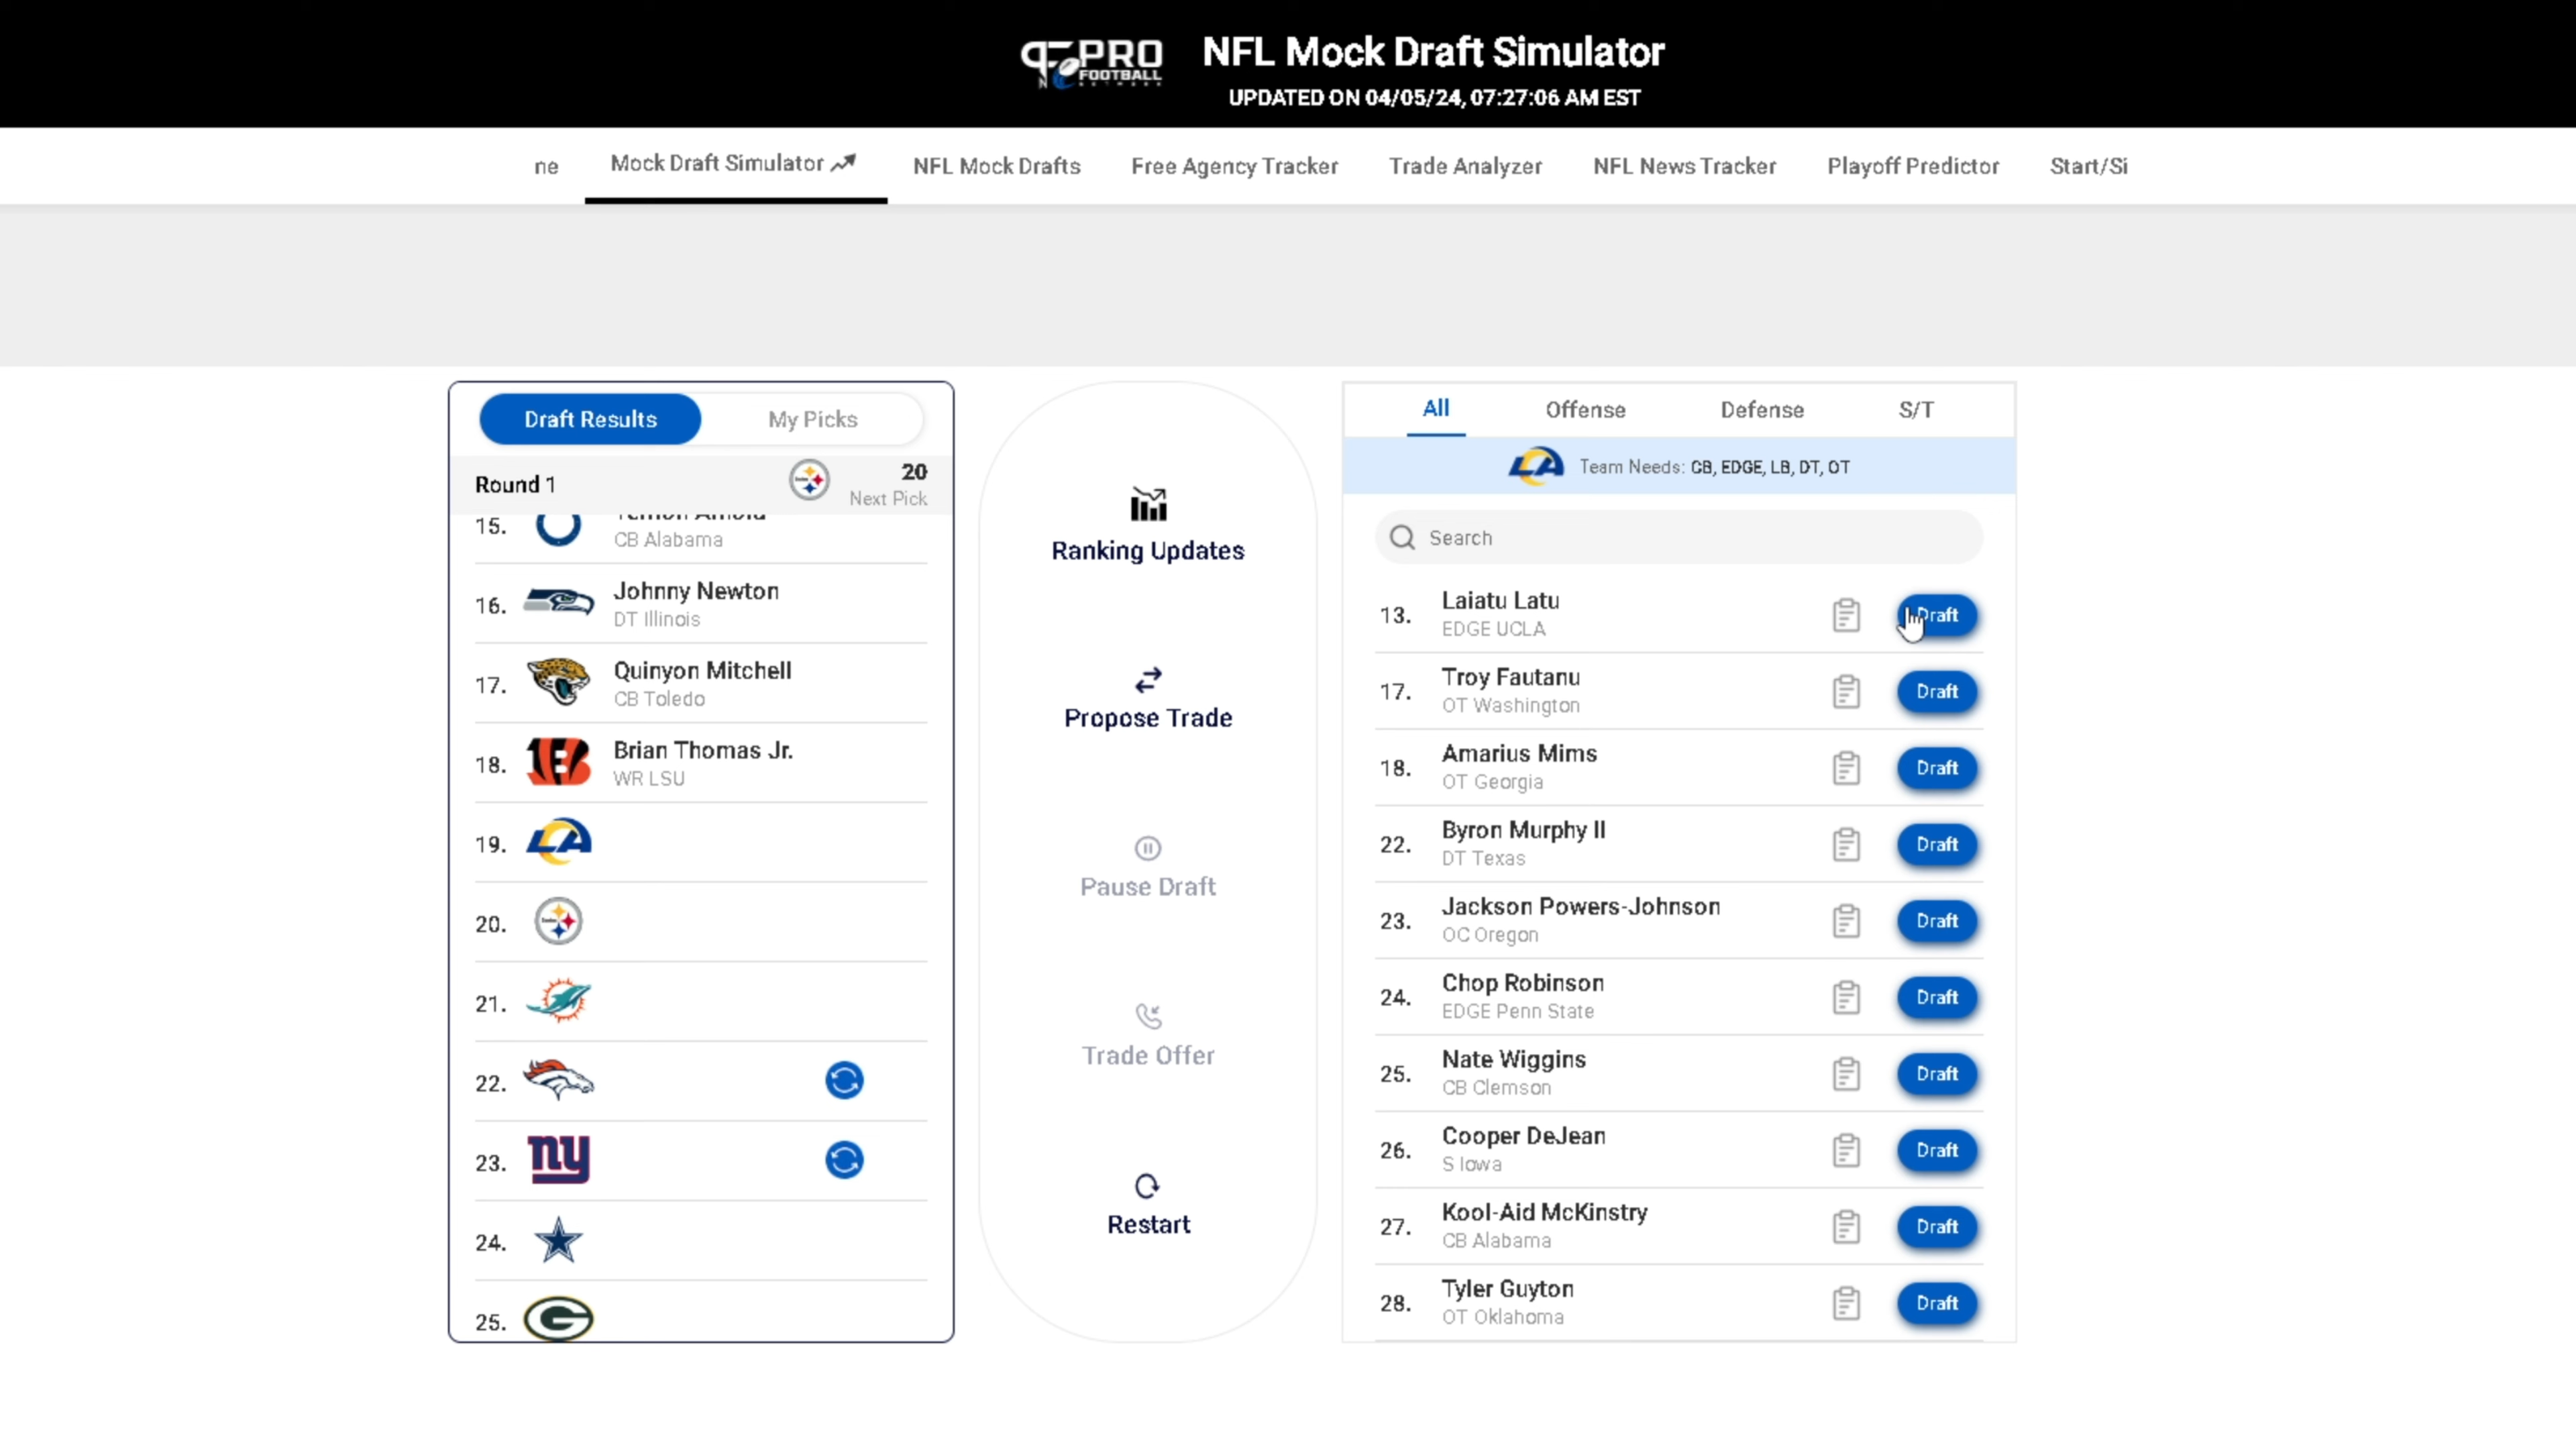 PRO
FOOTBALL
NETWORK
NFL Mock Draft Simulator
UPDATED ON 04/05/24, 07:27:06 AM EST
ne
Mock Draft Simulator
NFL Mock Drafts
Free Agency Tracker
Trade Analyzer
NFL News Tracker
Playoff Predictor
Start/Si
Draft Results
My Picks
Round 1
20
Next Pick
15.
CB Alabama
16.
Johnny Newton
DT Illinois
17.
Quinyon Mitchell
CB Toledo
18.
Brian Thomas Jr.
WR LSU
19.
LA
20.
21.
22.
23.
ny
24.
25.
G
Ranking Updates
Propose Trade
Pause Draft
Trade Offer
Restart
All
Offense
Defense
S/T
LA
Team Needs: CB, EDGE, LB, DT, OT
Search
13.
Laiatu Latu
EDGE UCLA
Draft
17.
Troy Fautanu
OT Washington
Draft
18.
Amarius Mims
OT Georgia
Draft
22.
Byron Murphy II
DT Texas
Draft
23.
Jackson Powers-Johnson
OC Oregon
Draft
24.
Chop Robinson
EDGE Penn State
Draft
25.
Nate Wiggins
CB Clemson
Draft
26.
Cooper DeJean
S Iowa
Draft
27.
Kool-Aid McKinstry
CB Alabama
Draft
28.
Tyler Guyton
OT Oklahoma
Draft